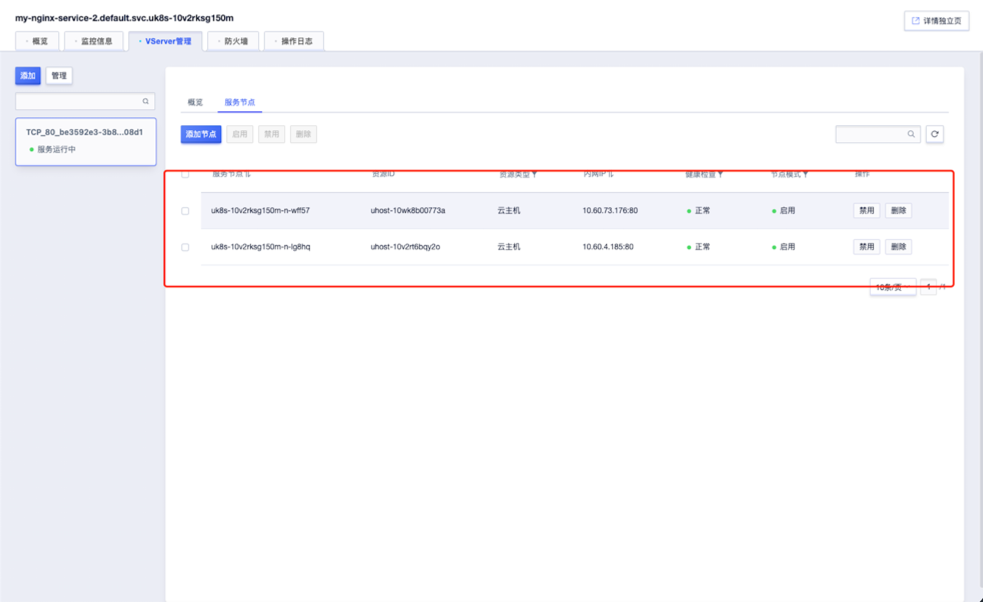 my-nginx-service-2.default.svc.uk8s-10v2rksg150m
详情独立页
概览 监控信息 VServer管理 防火墙 操作日志
添加 管理
概览 服务节点
TCP_80_be3592e3-3b8...08d1
服务运行中
添加节点 启用 禁用 删除
服务节点 资源ID 资源类型 内网IP 健康检查 节点模式 操作
uk8s-10v2rksg150m-n-wff57 uhost-10wk8b00773a 云主机 10.60.73.176:80 正常 启用 禁用 删除
uk8s-10v2rksg150m-n-lg8hq uhost-10v2rt6bqy2o 云主机 10.60.4.185:80 正常 启用 禁用 删除
10条/页 1 /1